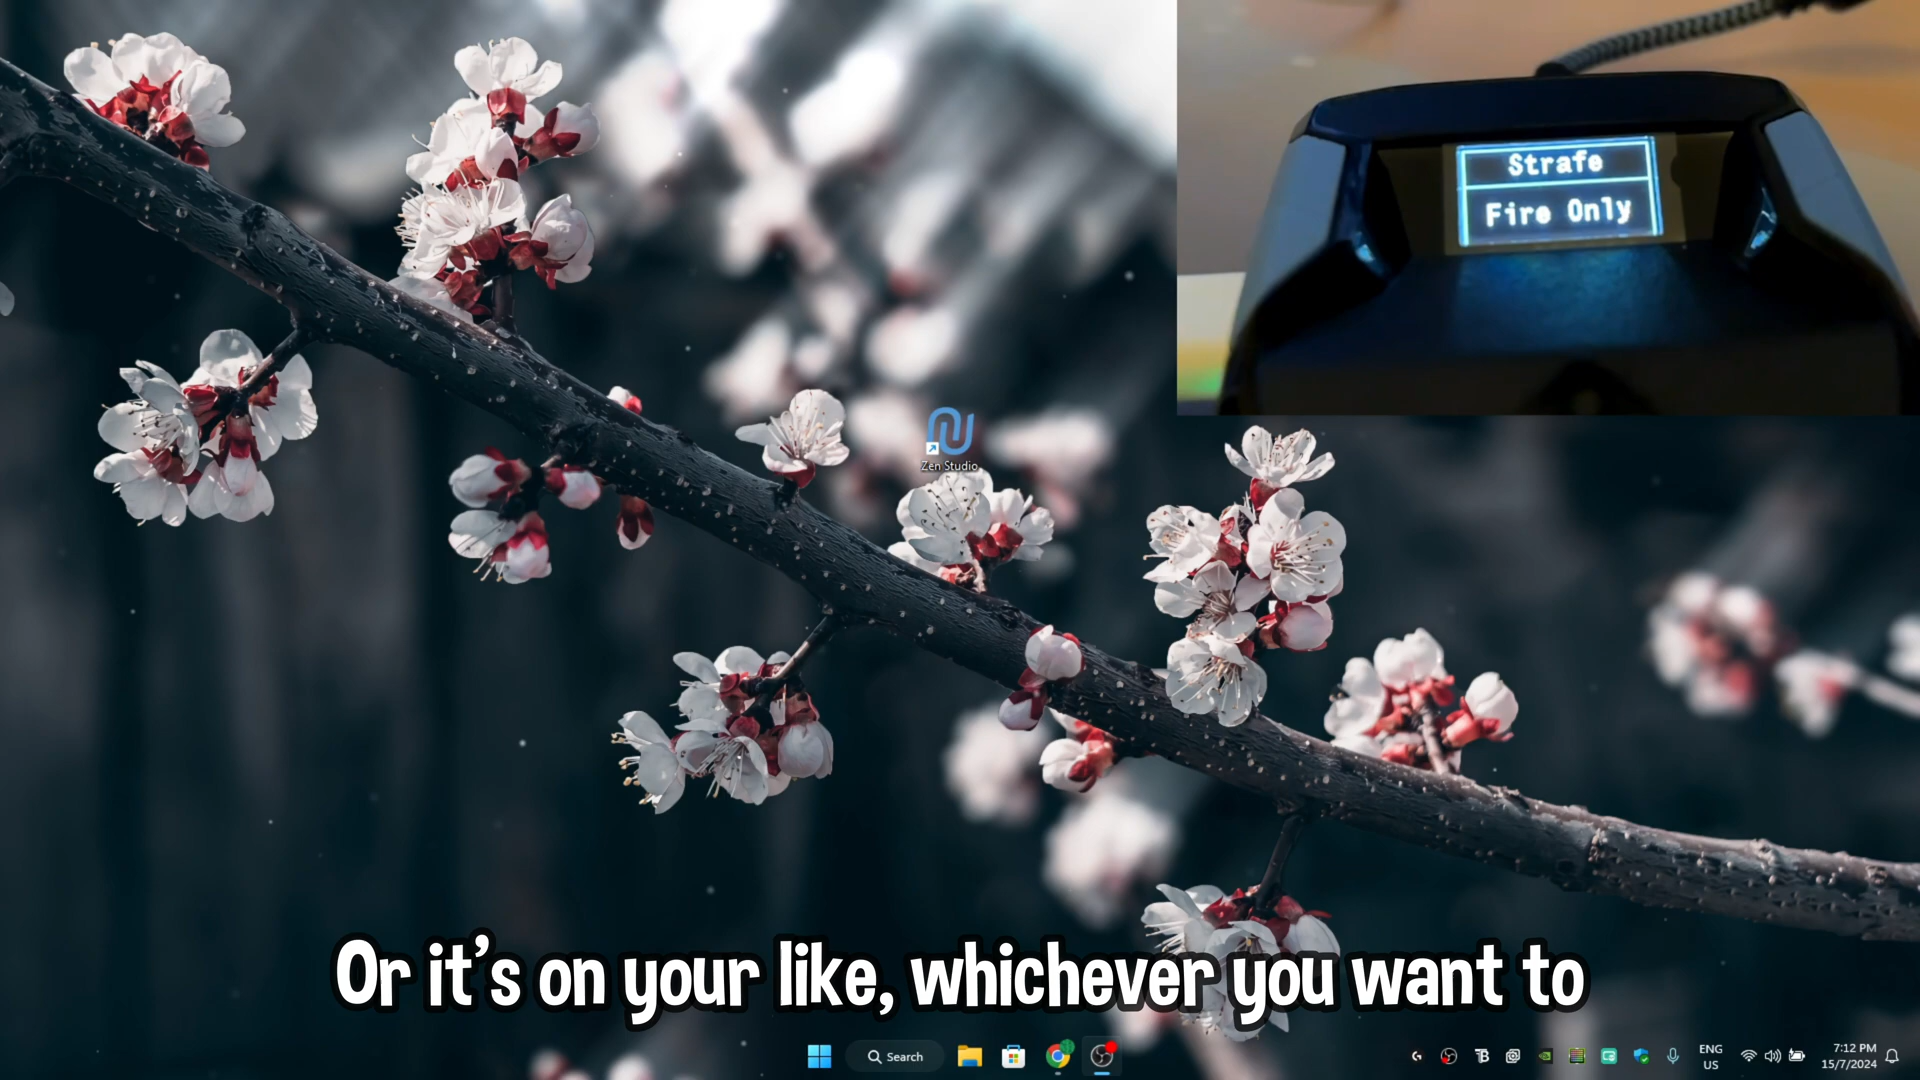 Strafe
Fire Only
Zen Studio
Or it's on your like, whichever you want to
Search
ENG
US
7:12 PM
15/7/2024